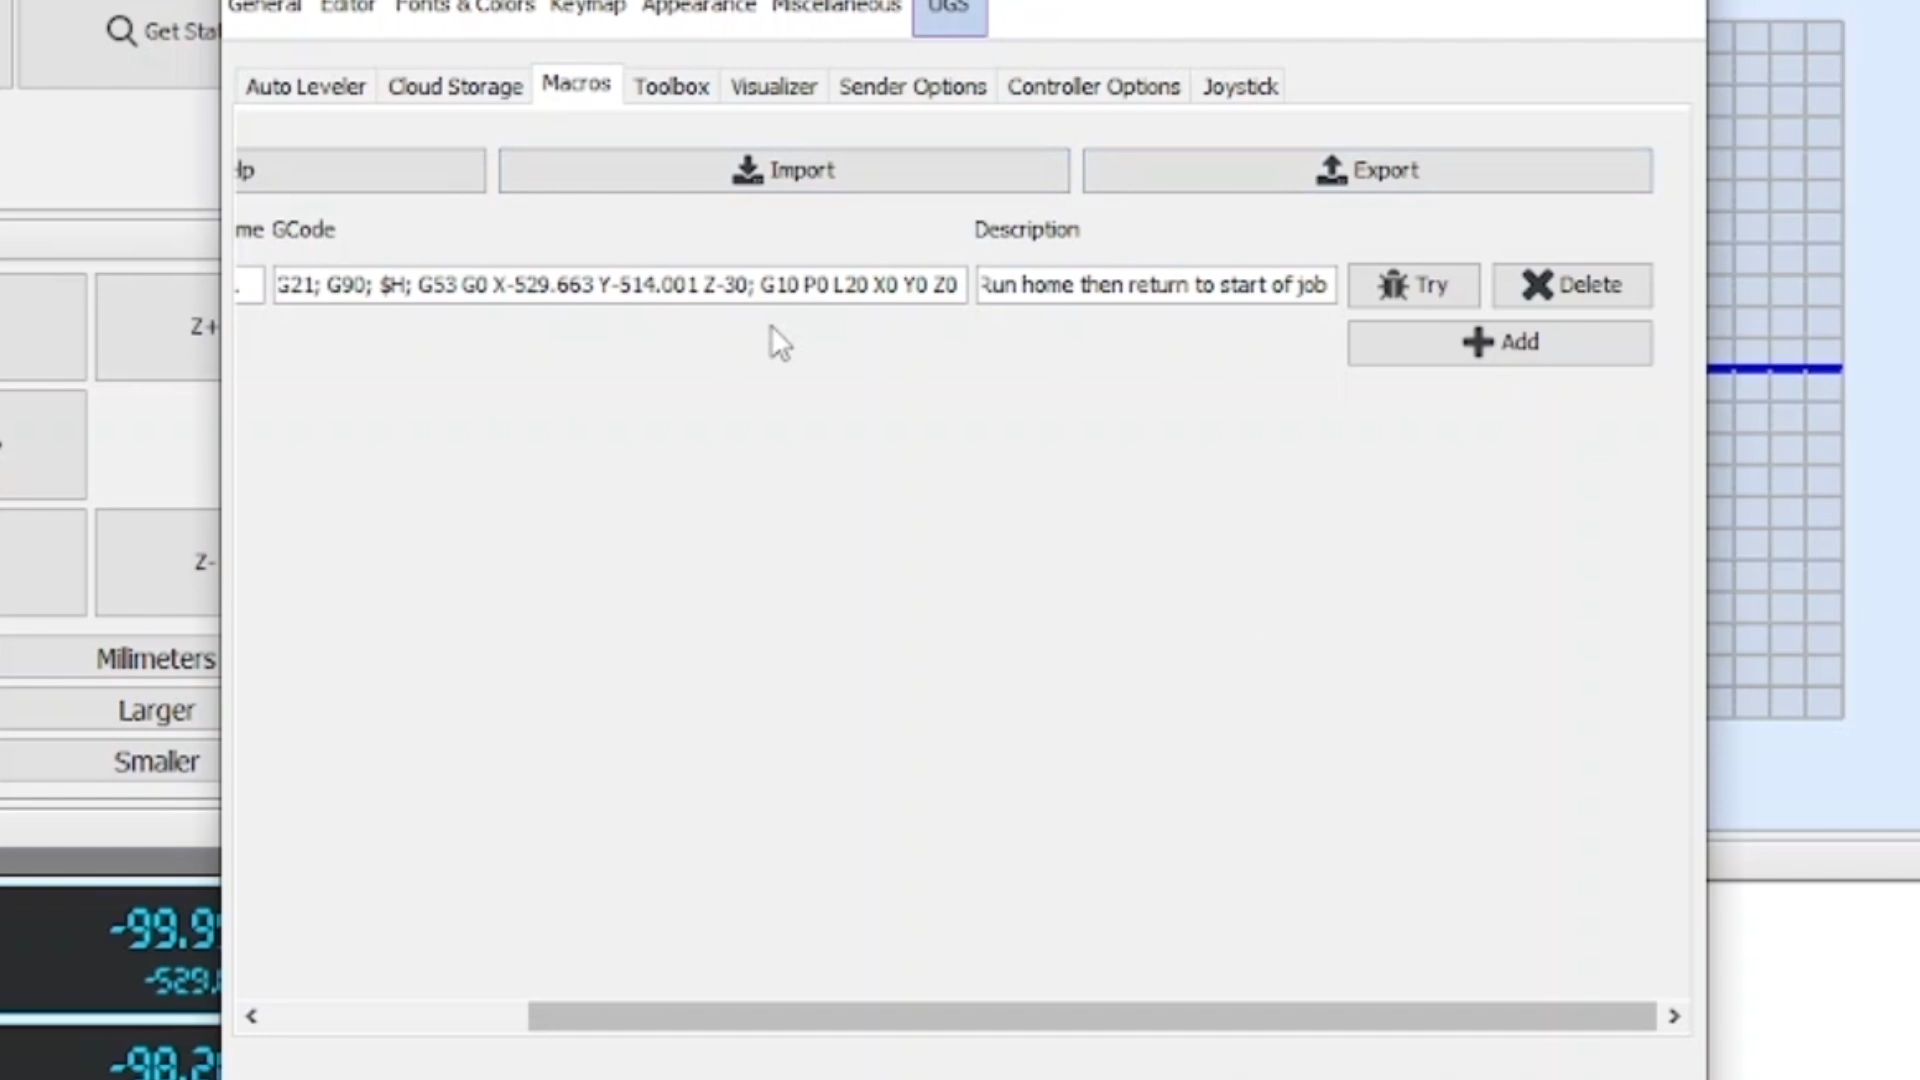 General Editor Fonts & Colors Keymap Appearance Miscellaneous UGS
Auto Leveler Cloud Storage Macros Toolbox Visualizer Sender Options Controller Options Joystick
Import Export
GCode Description
G21; G90; $H; G53 G0 X-529.663 Y-514.001 Z-30; G10 P0 L20 X0 Y0 Z0 Run home then return to start of job Try Delete
Add
Get
Z+
Z-
Milimeters
Larger
Smaller